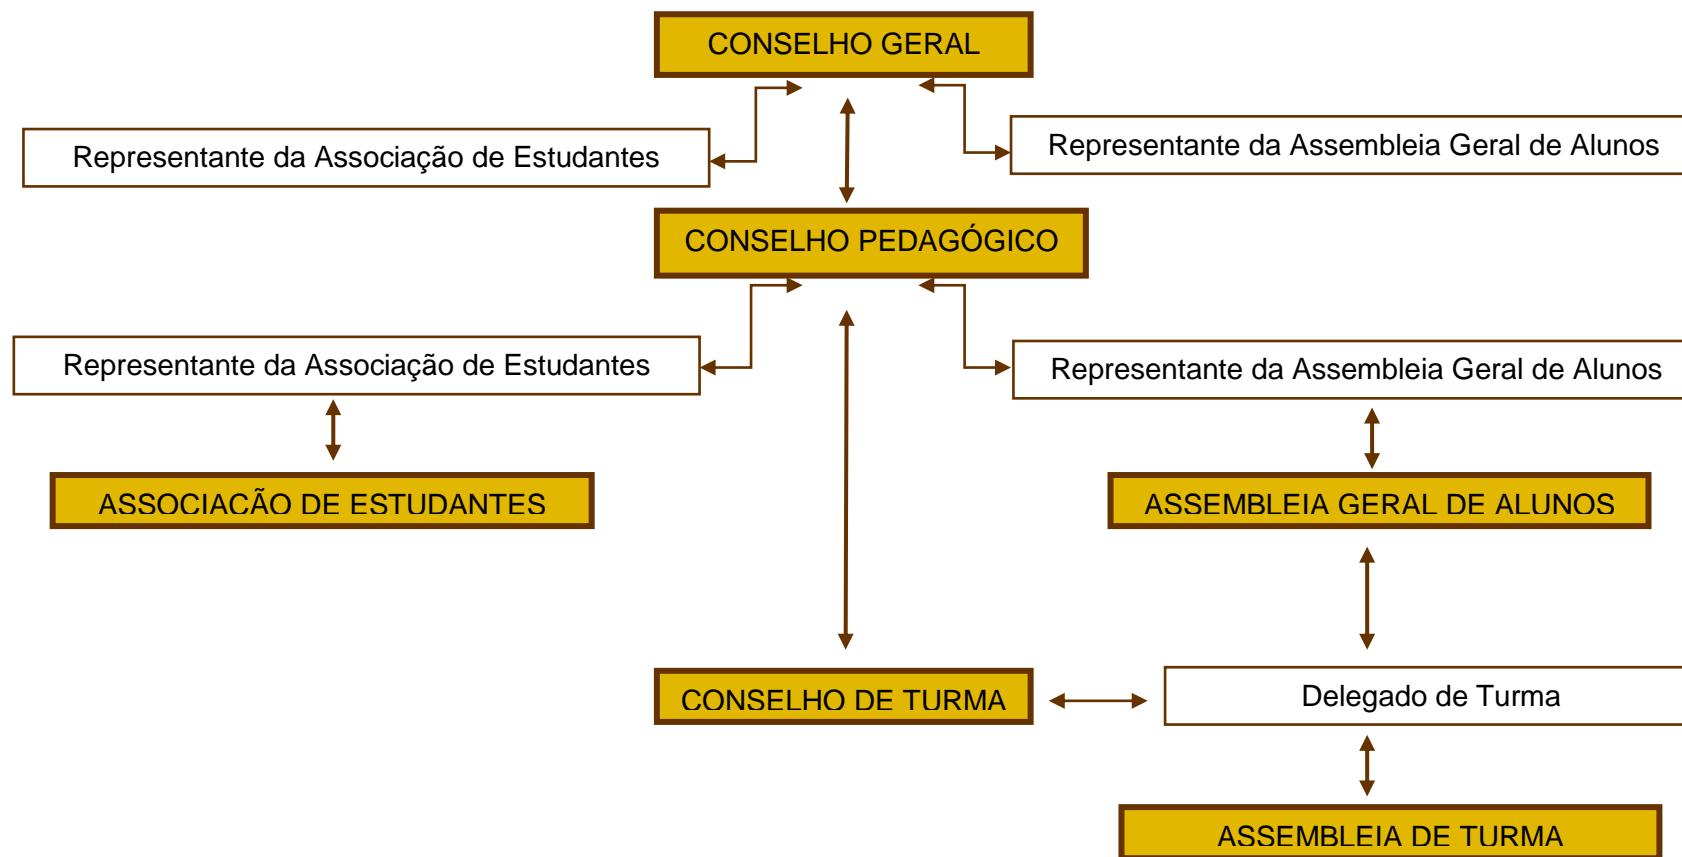 CONSELHO GERAL
Representante da Associação de Estudantes
Representante da Assembleia Geral de Alunos
CONSELHO PEDAGÓGICO
Representante da Associação de Estudantes
Representante da Assembleia Geral de Alunos
ASSOCIAÇÃO DE ESTUDANTES
ASSEMBLEIA GERAL DE ALUNOS
CONSELHO DE TURMA
Delegado de Turma
ASSEMBLEIA DE TURMA